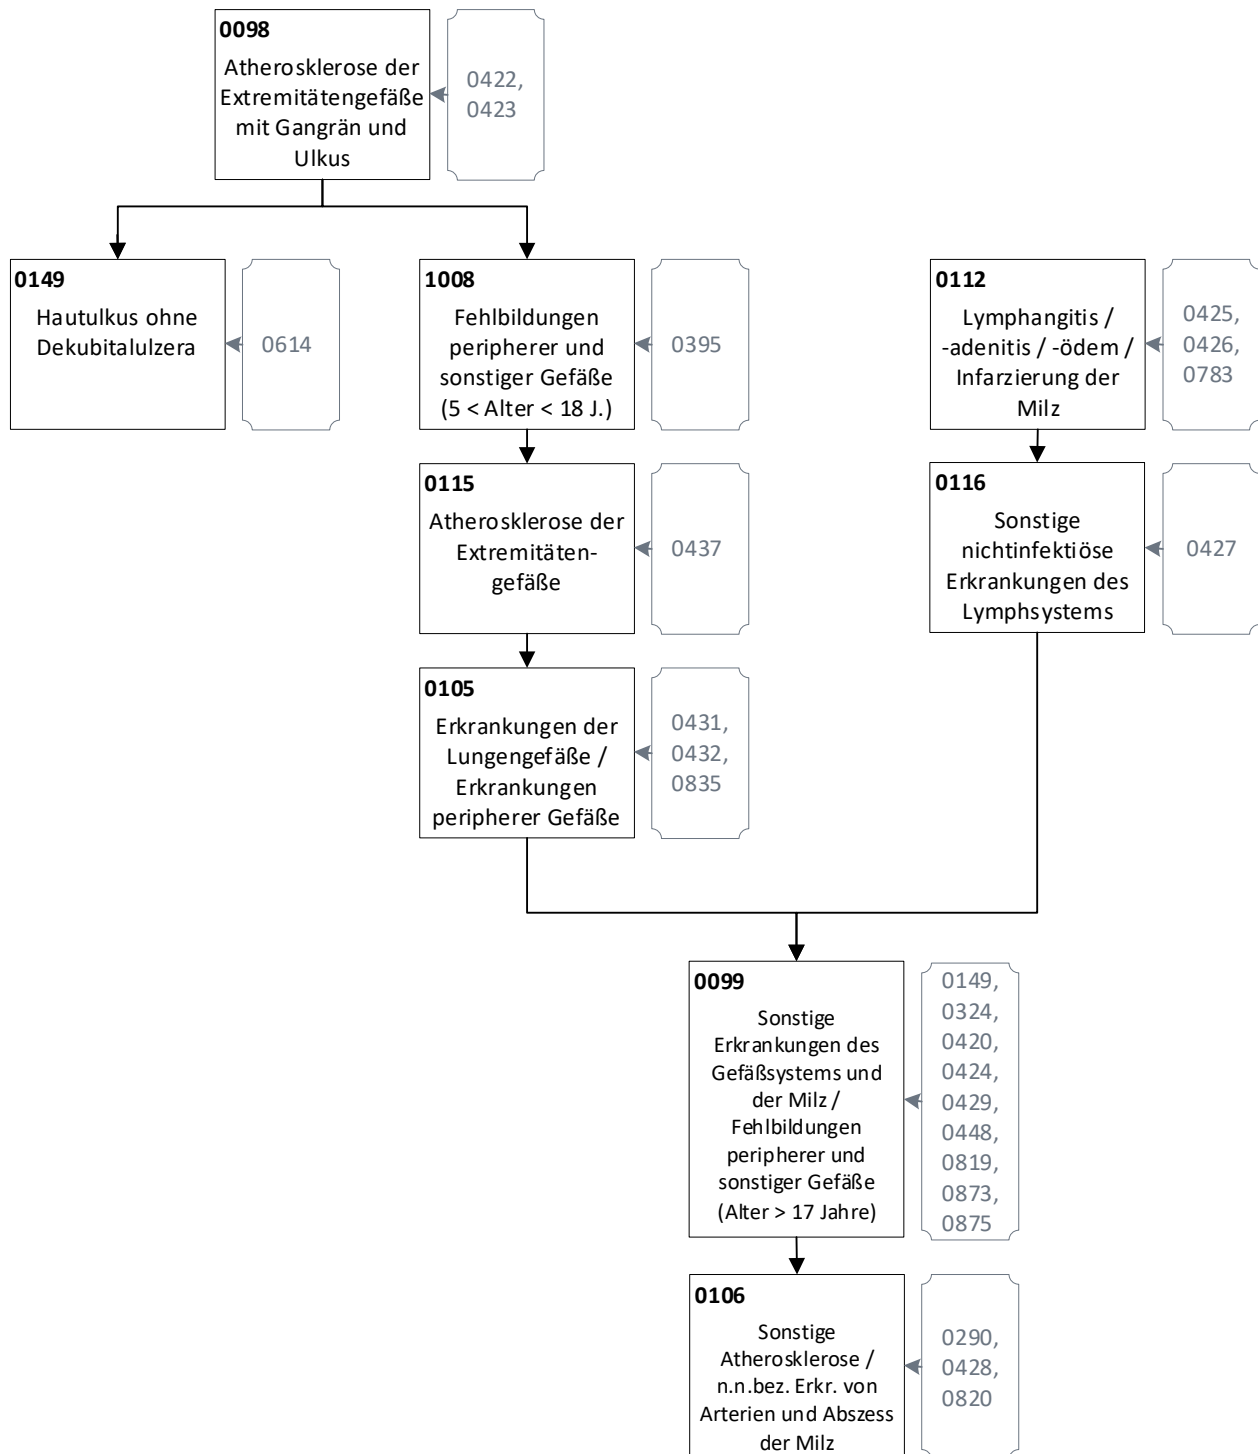 0098
Atherosklerose der
Extremitätengefäße
mit Gangrän und
Ulkus
0422,
0423
0149
Hautulkus ohne
Dekubitalulzera
0614
1008
Fehlbildungen
peripherer und
sonstiger Gefäße
(5 < Alter < 18 J.)
0395
0112
Lymphangitis /
-adenitis / -ödem /
Infarzierung der
Milz
0425,
0426,
0783
0115
Atherosklerose der
Extremitäten-
gefäße
0437
0116
Sonstige
nichtinfektiöse
Erkrankungen des
Lymphsystems
0427
0105
Erkrankungen der
Lungengefäße /
Erkrankungen
peripherer Gefäße
0431,
0432,
0835
0099
Sonstige
Erkrankungen des
Gefäßsystems und
der Milz /
Fehlbildungen
peripherer und
sonstiger Gefäße
(Alter > 17 Jahre)
0149,
0324,
0420,
0424,
0429,
0448,
0819,
0873,
0875
0106
Sonstige
Atherosklerose /
n.n.bez. Erkr. von
Arterien und Abszess
der Milz
0290,
0428,
0820